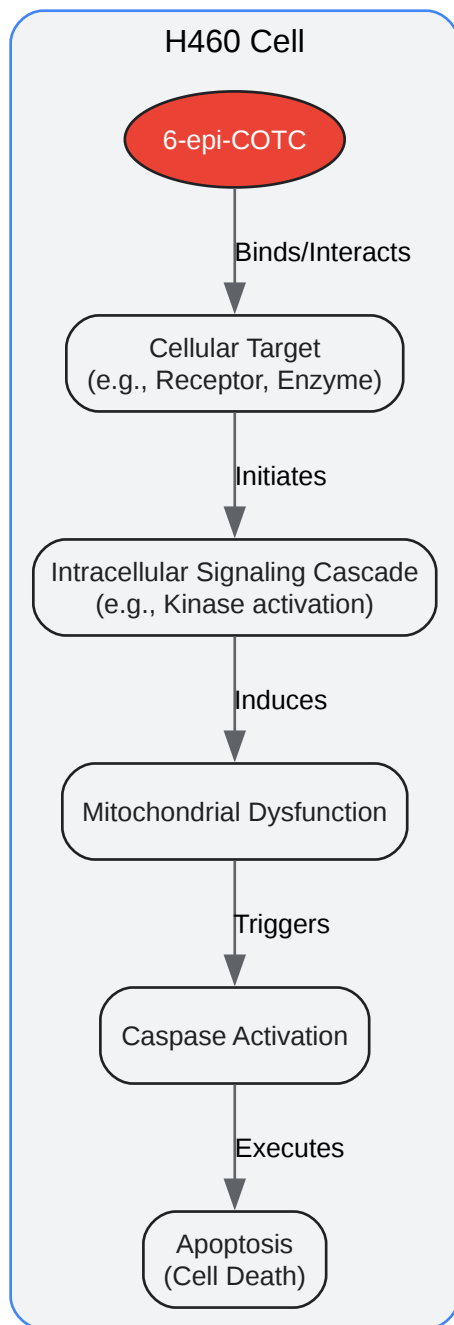 H460 Cell
6-epi-COTC
Binds/Interacts
Cellular Target
(e.g., Receptor, Enzyme)
Initiates
Intracellular Signaling Cascade
(e.g., Kinase activation)
Induces
Mitochondrial Dysfunction
Triggers
Caspase Activation
Executes
Apoptosis
(Cell Death)